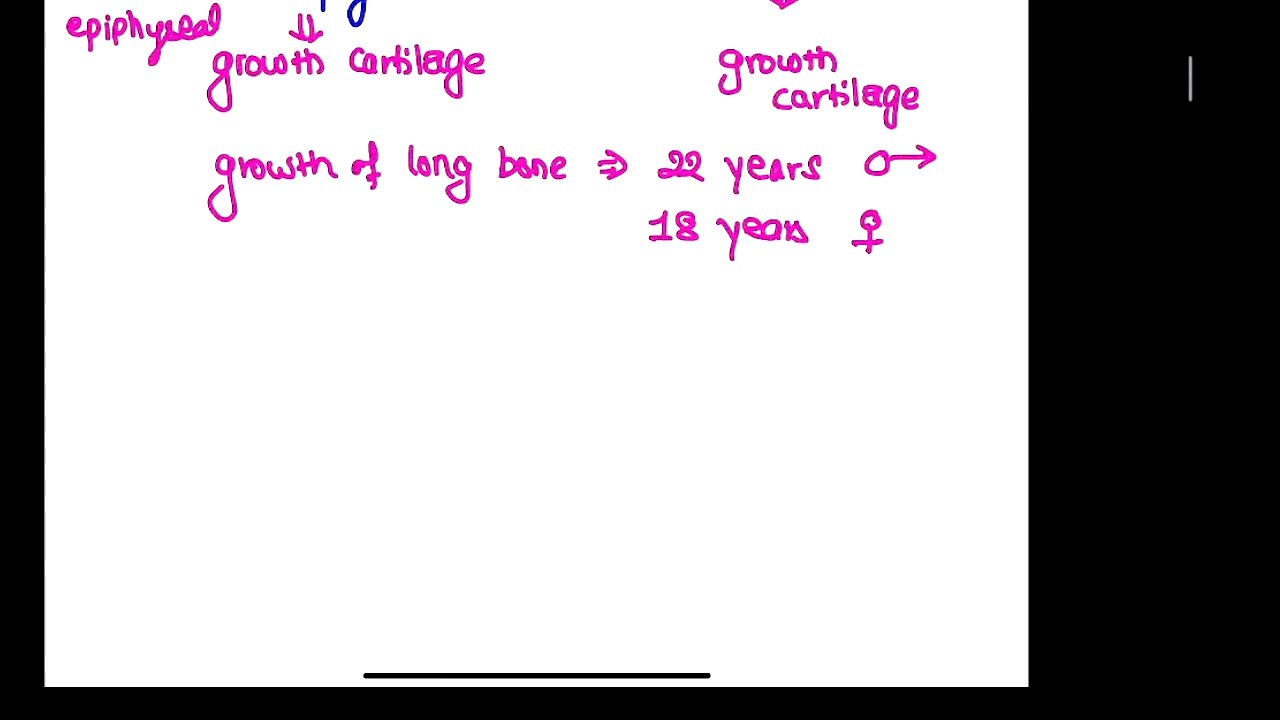 epiphyseal
⇓
growth cartilage
growth
cartilage
growth of long bone ⇒ 22 years ♂
18 years ♀